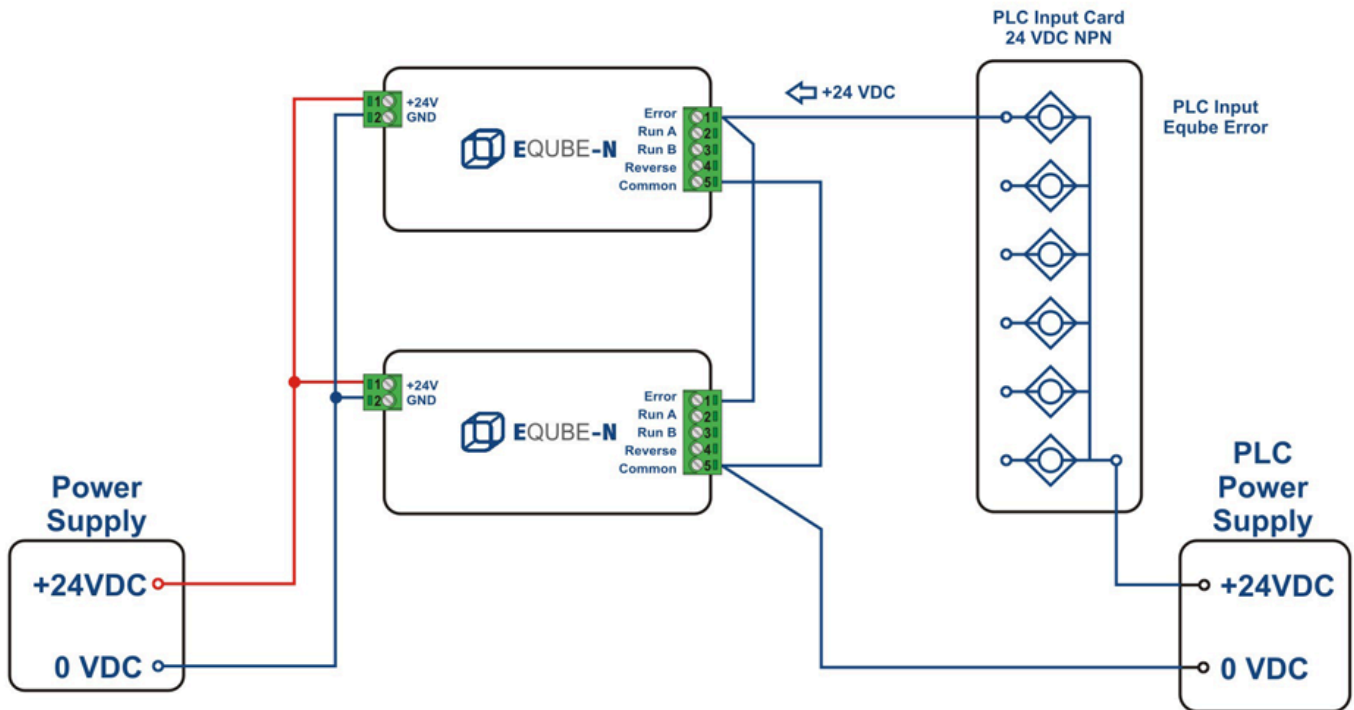 PLC Input Card
24 VDC NPN
+24 VDC
PLC Input
Eqube Error
1
+24V
2
GND
EQUBE-N
Error
1
Run A
2
Run B
3
Reverse
4
Common
5
1
+24V
2
GND
EQUBE-N
Error
1
Run A
2
Run B
3
Reverse
4
Common
5
Power
Supply
+24VDC
0 VDC
PLC
Power
Supply
+24VDC
0 VDC